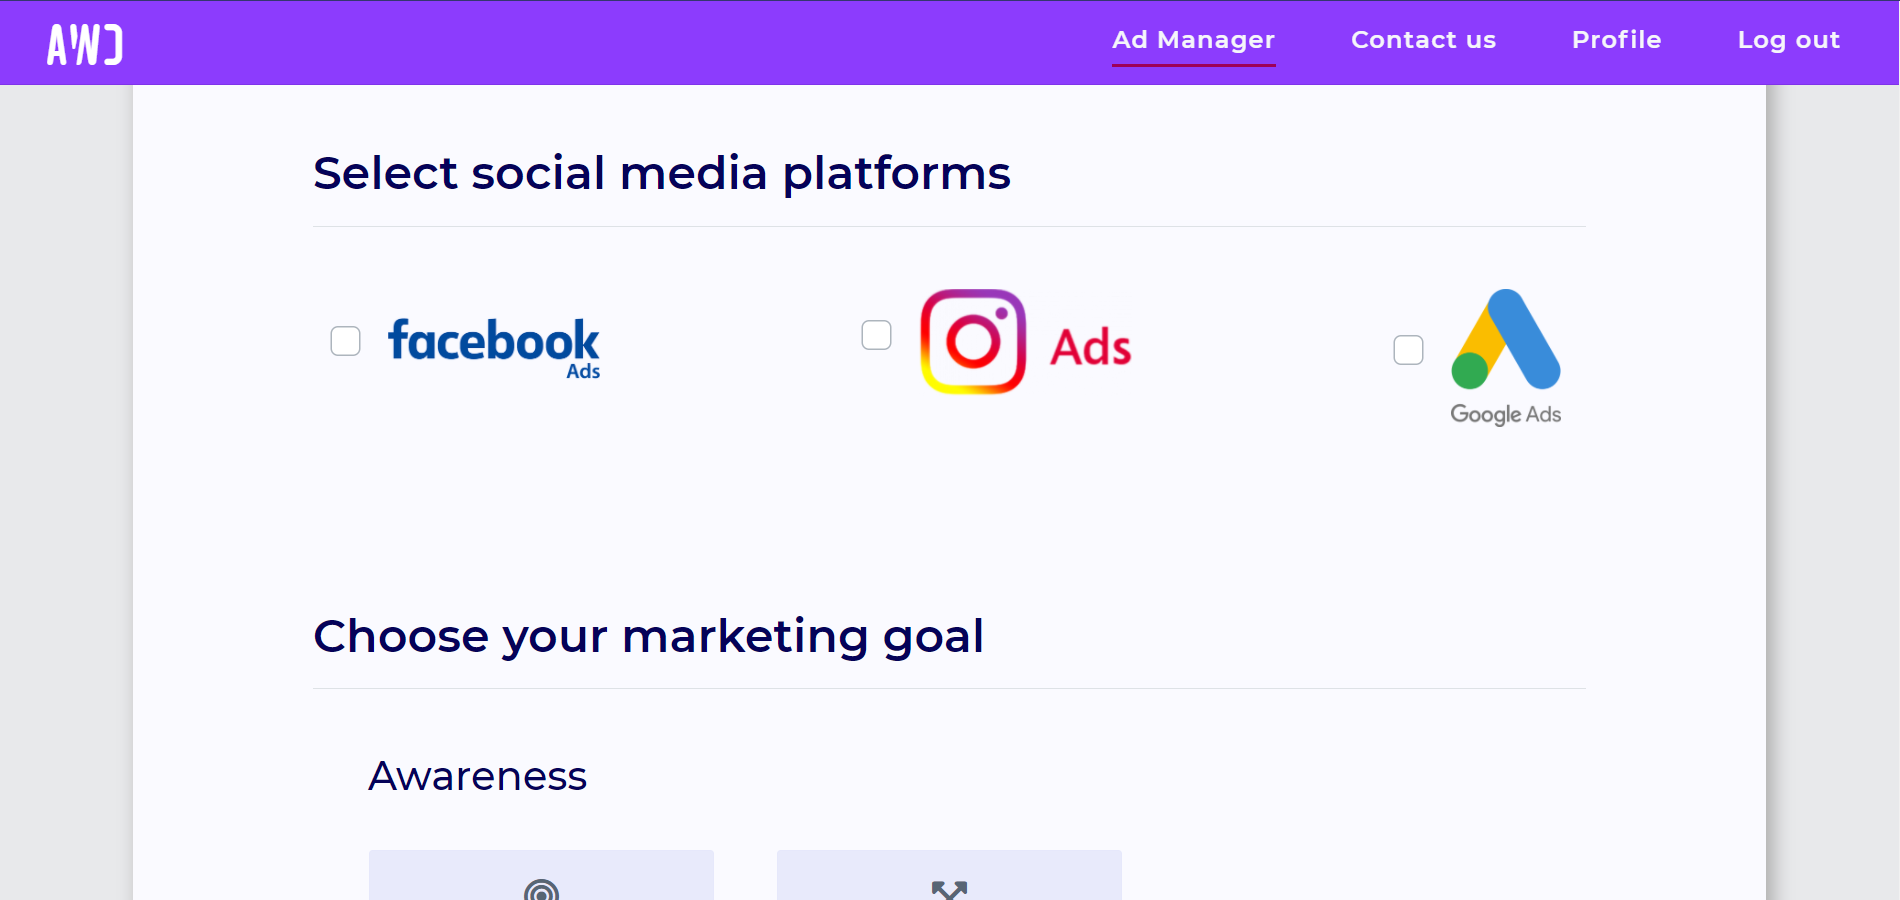 AWJ
Ad Manager
Contact us
Profile
Log out
Select social media platforms
facebook
Ads
Ads
Google Ads
Choose your marketing goal
Awareness